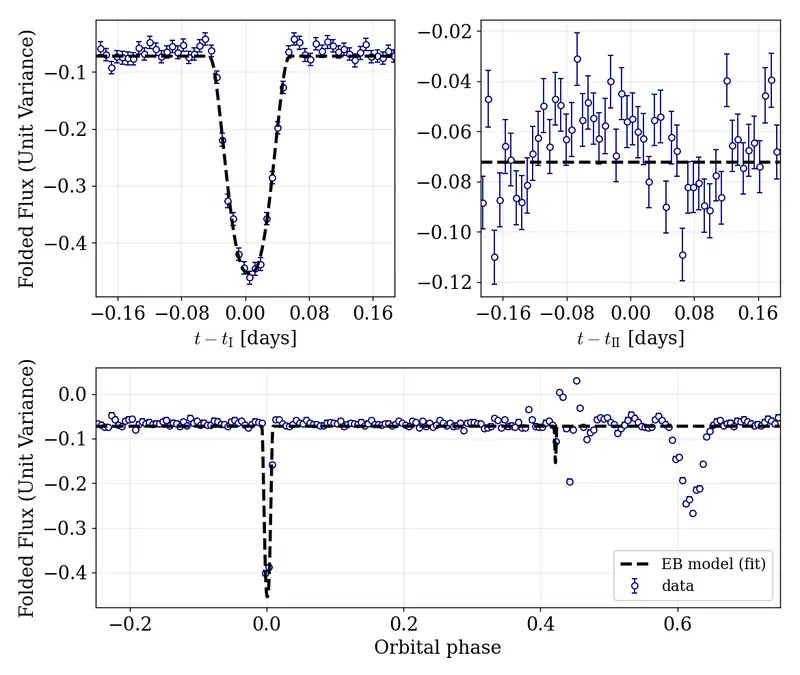 Folded Flux (Unit Variance)
−0.1
−0.2
−0.3
−0.4
−0.16 −0.08 0.00 0.08 0.16
t − tI [days]
−0.02
−0.04
−0.06
−0.08
−0.10
−0.12
−0.16 −0.08 0.00 0.08 0.16
t − tII [days]
Folded Flux (Unit Variance)
0.0
−0.1
−0.2
−0.3
−0.4
−0.2 0.0 0.2 0.4 0.6
Orbital phase
EB model (fit)
data